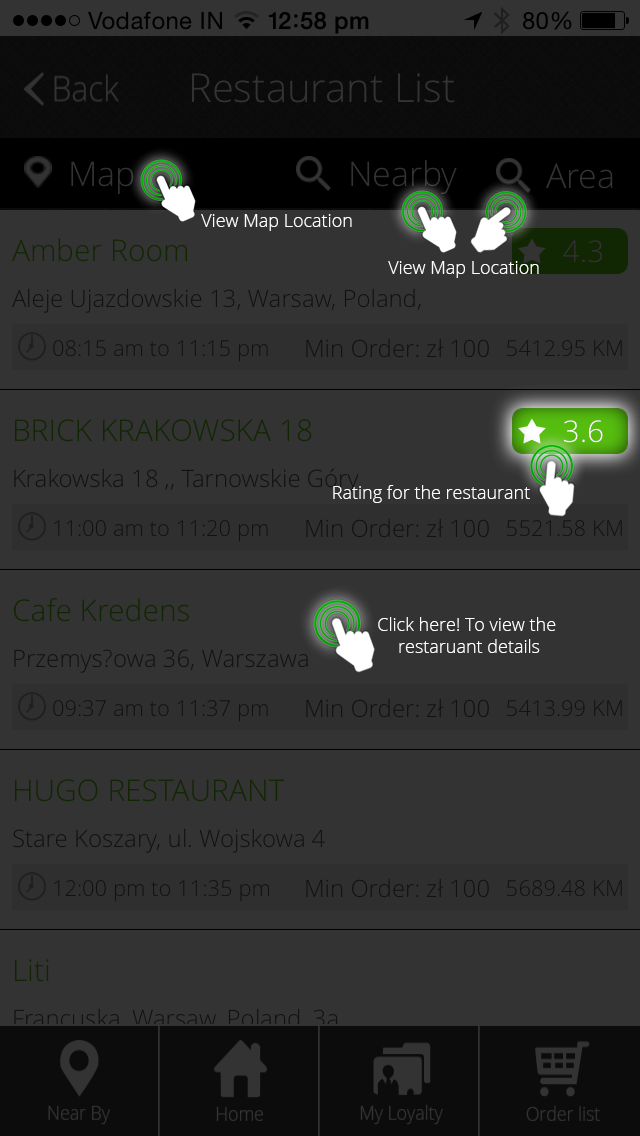 Vodafone IN 12:58 pm 80%
Back Restaurant List
Map Nearby Area
View Map Location
View Map Location
Amber Room 4.3
Aleje Ujazdowskie 13, Warsaw, Poland,
08:15 am to 11:15 pm Min Order: zł 100 5412.95 KM
BRICK KRAKOWSKA 18 3.6
Krakowska 18 ,, Tarnowskie Góry,
Rating for the restaurant
11:00 am to 11:20 pm Min Order: zł 100 5521.58 KM
Cafe Kredens
Click here! To view the
restaruant details
Przemys?owa 36, Warszawa
09:37 am to 11:37 pm Min Order: zł 100 5413.99 KM
HUGO RESTAURANT
Stare Koszary, ul. Wojskowa 4
12:00 pm to 11:35 pm Min Order: zł 100 5689.48 KM
Liti
Francuska, Warsaw, Poland, 3a
Near By Home My Loyalty Order list